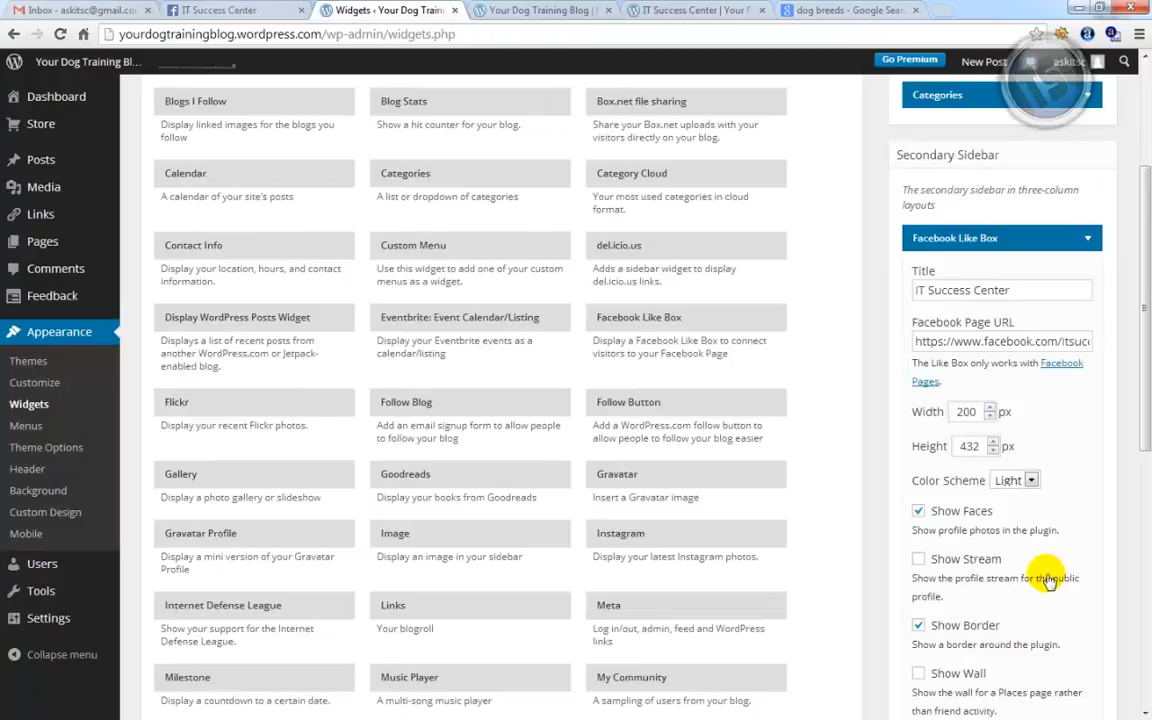 Inbox - askitsc@gmail.co
IT Success Center
Widgets ‹ Your Dog Train
Your Dog Training Blog |
IT Success Center | Your F
dog breeds - Google Sear
yourdogtrainingblog.wordpress.com/wp-admin/widgets.php
Your Dog Training Bl...
Go Premium
New Post
askitsc
Dashboard
Store
Posts
Media
Links
Pages
Comments
Feedback
Appearance
Themes
Customize
Widgets
Menus
Theme Options
Header
Background
Custom Design
Mobile
Users
Tools
Settings
Collapse menu
Blogs I Follow
Display linked images for the blogs you
follow
Blog Stats
Show a hit counter for your blog.
Box.net file sharing
Share your Box.net uploads with your
visitors directly on your blog.
Calendar
A calendar of your site's posts
Categories
A list or dropdown of categories
Category Cloud
Your most used categories in cloud
format.
Contact Info
Display your location, hours, and contact
information.
Custom Menu
Use this widget to add one of your custom
menus as a widget.
del.icio.us
Adds a sidebar widget to display
del.icio.us links.
Display WordPress Posts Widget
Displays a list of recent posts from
another WordPress.com or Jetpack-
enabled blog.
Eventbrite: Event Calendar/Listing
Display your Eventbrite events as a
calendar/listing
Facebook Like Box
Display a Facebook Like Box to connect
visitors to your Facebook Page
Flickr
Display your recent Flickr photos.
Follow Blog
Add an email signup form to allow people
to follow your blog
Follow Button
Add a WordPress.com follow button to
allow people to follow your blog easier
Gallery
Display a photo gallery or slideshow
Goodreads
Display your books from Goodreads
Gravatar
Insert a Gravatar image
Gravatar Profile
Display a mini version of your Gravatar
Profile
Image
Display an image in your sidebar
Instagram
Display your latest Instagram photos.
Internet Defense League
Show your support for the Internet
Defense League.
Links
Your blogroll
Meta
Log in/out, admin, feed and WordPress
links
Milestone
Display a countdown to a certain date.
Music Player
A multi-song music player
My Community
A sampling of users from your blog.
Categories
Secondary Sidebar
The secondary sidebar in three-column
layouts
Facebook Like Box
Title
IT Success Center
Facebook Page URL
https://www.facebook.com/itsucc
The Like Box only works with Facebook
Pages.
Width 200 px
Height 432 px
Color Scheme Light
Show Faces
Show profile photos in the plugin.
Show Stream
Show the profile stream for the public
profile.
Show Border
Show a border around the plugin.
Show Wall
Show the wall for a Places page rather
than friend activity.